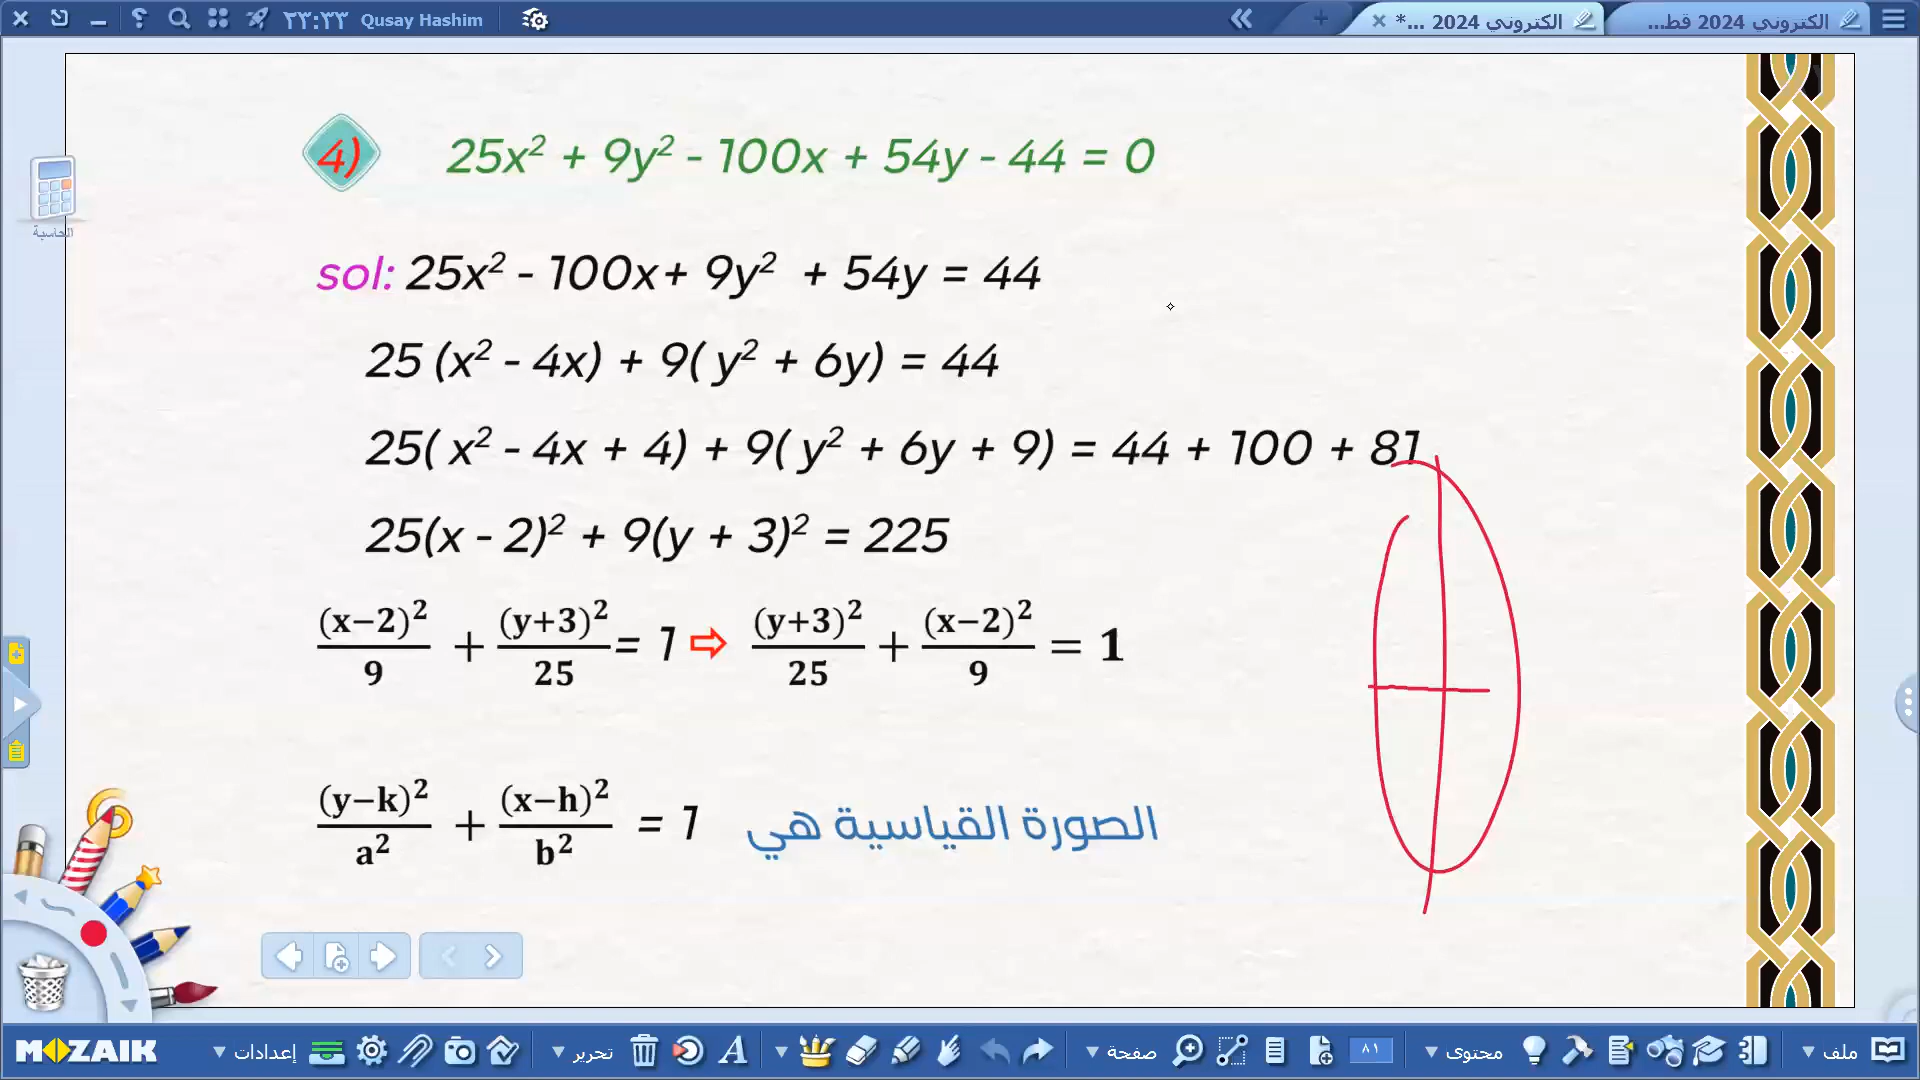 ٢٣:٢٣ Qusay Hashim
الكتروني 2024 ...*
الكتروني 2024 قط...
4) 25x² + 9y² - 100x + 54y - 44 = 0
الحاسبة
sol: 25x² - 100x+ 9y² + 54y = 44
25 (x² - 4x) + 9( y² + 6y) = 44
25( x² - 4x + 4) + 9( y² + 6y + 9) = 44 + 100 + 81
25(x - 2)² + 9(y + 3)² = 225
(x−2)²/9 + (y+3)²/25 = 1 ⇨ (y+3)²/25 + (x−2)²/9 = 1
(y−k)²/a² + (x−h)²/b² = 1 الصورة القياسية هي
MOZAIK إعدادات تحرير صفحة ٨١ محتوى ملف